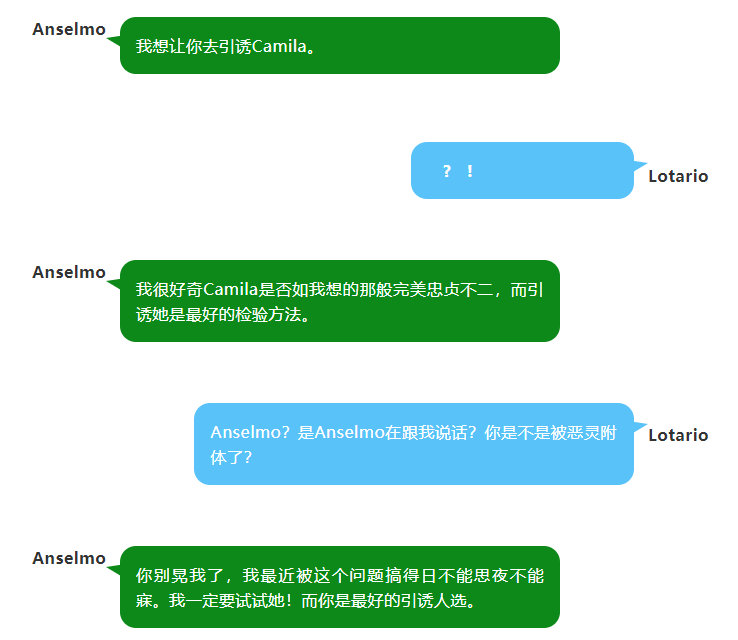 Anselmo
我想让你去引诱Camila。
？！
Lotario
Anselmo
我很好奇Camila是否如我想的那般完美忠贞不二，而引
诱她是最好的检验方法。
Anselmo？是Anselmo在跟我说话？你是不是被恶灵附
体了？
Lotario
Anselmo
你别晃我了，我最近被这个问题搞得日不能思夜不能
寐。我一定要试试她！而你是最好的引诱人选。